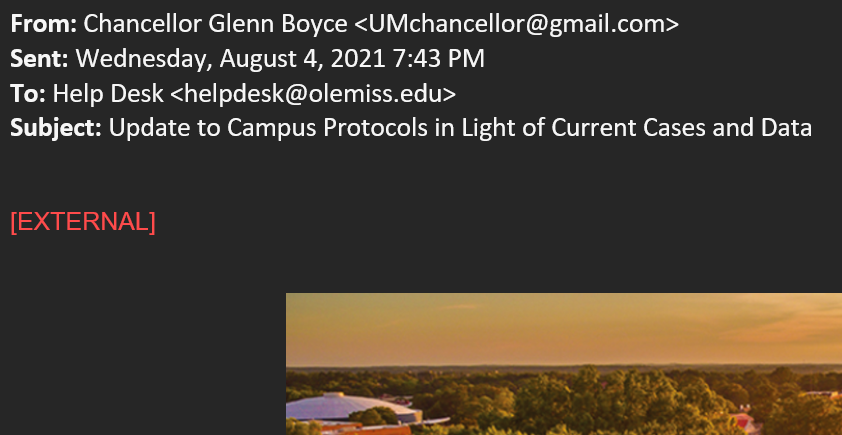 From: Chancellor Glenn Boyce <UMchancellor@gmail.com>
Sent: Wednesday, August 4, 2021 7:43 PM
To: Help Desk <helpdesk@olemiss.edu>
Subject: Update to Campus Protocols in Light of Current Cases and Data
[EXTERNAL]